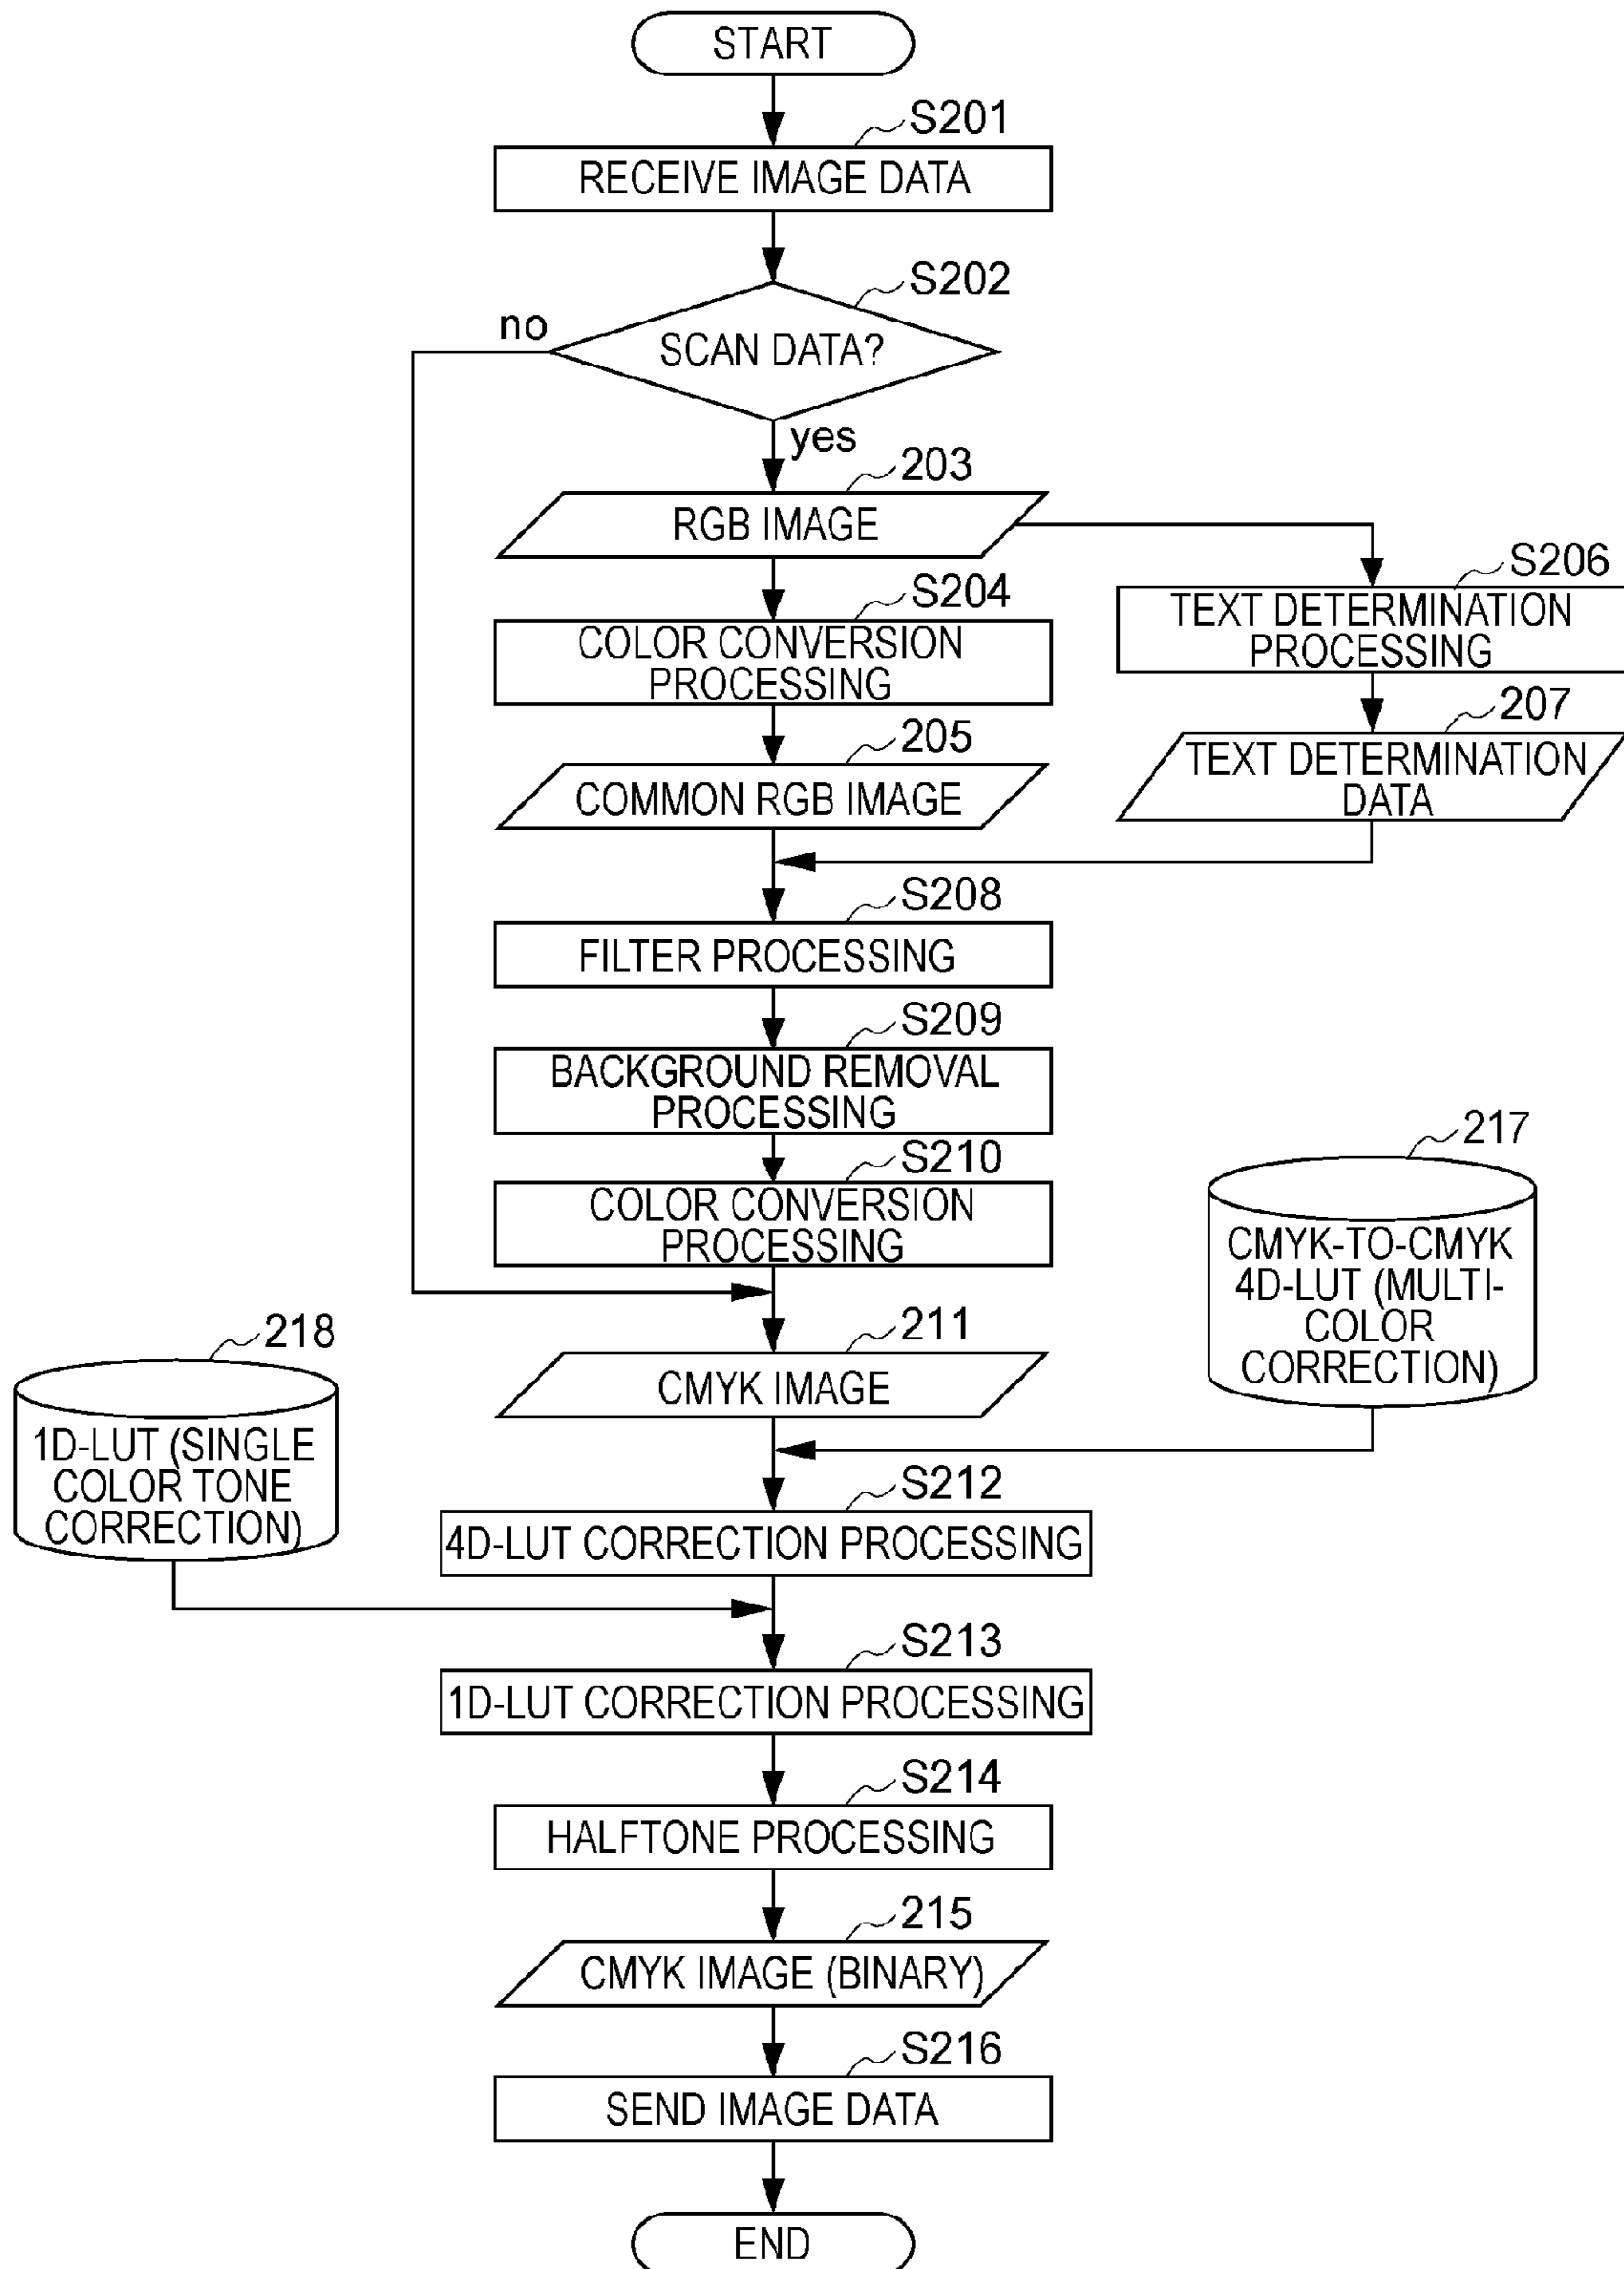 START
S201
RECEIVE IMAGE DATA
S202
no
SCAN DATA?
yes
203
RGB IMAGE
S204
S206
COLOR CONVERSION
PROCESSING
TEXT DETERMINATION
PROCESSING
205
207
COMMON RGB IMAGE
TEXT DETERMINATION
DATA
S208
FILTER PROCESSING
S209
BACKGROUND REMOVAL
PROCESSING
S210
COLOR CONVERSION
PROCESSING
217
CMYK-TO-CMYK
4D-LUT (MULTI-
COLOR
CORRECTION)
211
CMYK IMAGE
218
1D-LUT (SINGLE
COLOR TONE
CORRECTION)
S212
4D-LUT CORRECTION PROCESSING
S213
1D-LUT CORRECTION PROCESSING
S214
HALFTONE PROCESSING
215
CMYK IMAGE (BINARY)
S216
SEND IMAGE DATA
END